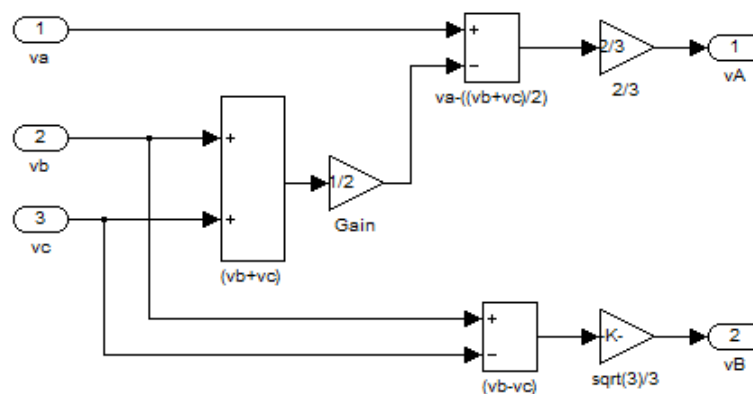 1
va
+
−
va-((vb+vc)/2)
2/3
2/3
1
vA
2
vb
3
vc
+
+
(vb+vc)
1/2
Gain
+
−
(vb-vc)
-K-
sqrt(3)/3
2
vB